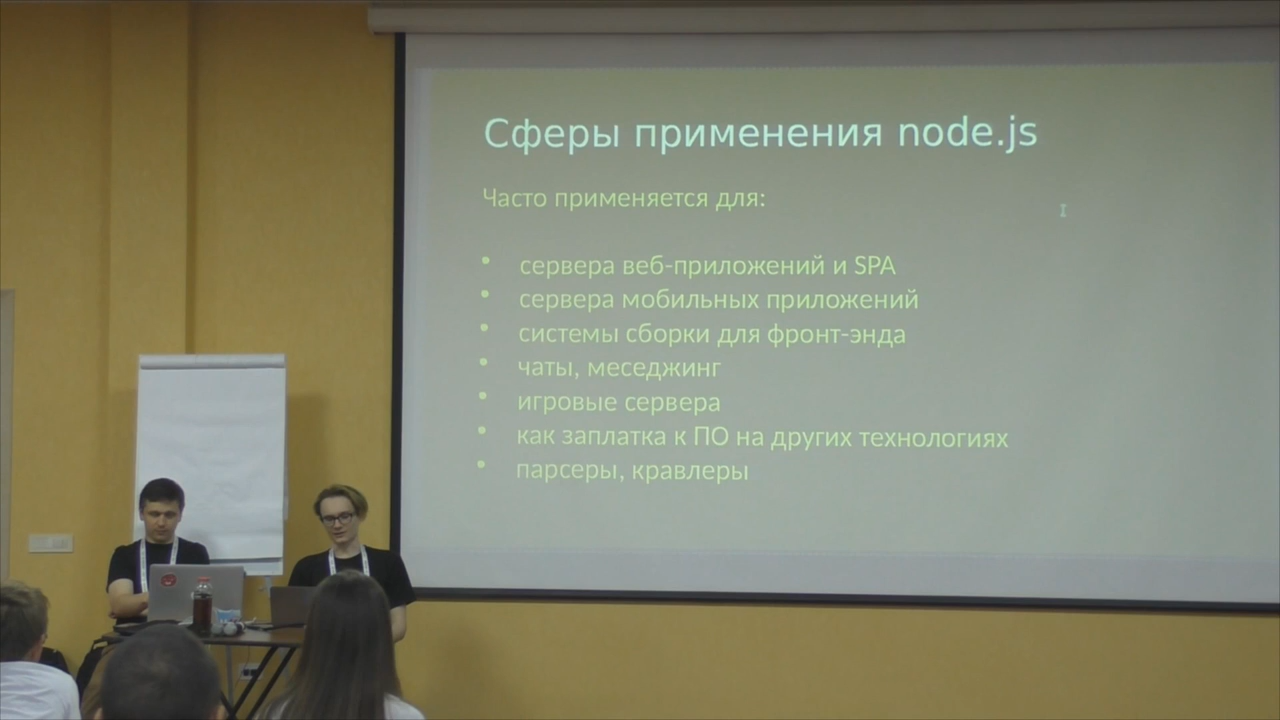 Сферы применения node.js
Часто применяется для:
• сервера веб-приложений и SPA
• сервера мобильных приложений
• системы сборки для фронт-энда
• чаты, меседжинг
• игровые сервера
• как заплатка к ПО на других технологиях
• парсеры, кравлеры